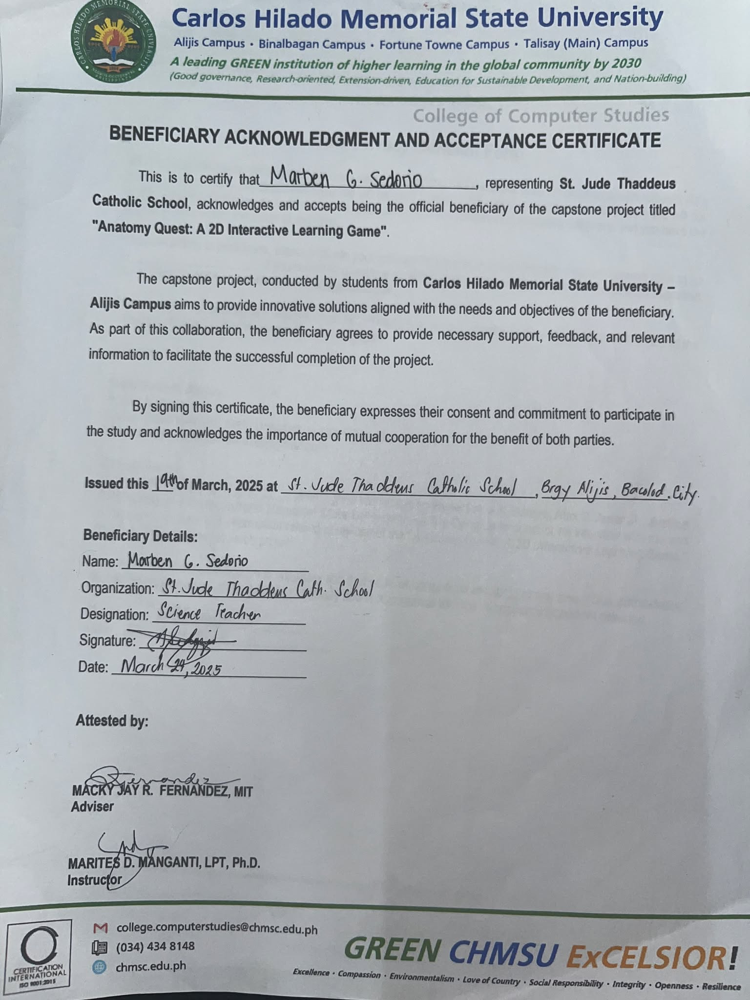 CARLOS HILADO MEMORIAL STATE UNIVERSITY
NEGROS OCCIDENTAL
PHILIPPINES
Carlos Hilado Memorial State University
Alijis Campus • Binalbagan Campus • Fortune Towne Campus • Talisay (Main) Campus
A leading GREEN institution of higher learning in the global community by 2030
(Good governance, Research-oriented, Extension-driven, Education for Sustainable Development, and Nation-building)
College of Computer Studies
BENEFICIARY ACKNOWLEDGMENT AND ACCEPTANCE CERTIFICATE
This is to certify that Marben G. Sedorio, representing St. Jude Thaddeus
Catholic School, acknowledges and accepts being the official beneficiary of the capstone project titled
"Anatomy Quest: A 2D Interactive Learning Game".
The capstone project, conducted by students from Carlos Hilado Memorial State University –
Alijis Campus aims to provide innovative solutions aligned with the needs and objectives of the beneficiary.
As part of this collaboration, the beneficiary agrees to provide necessary support, feedback, and relevant
information to facilitate the successful completion of the project.
By signing this certificate, the beneficiary expresses their consent and commitment to participate in
the study and acknowledges the importance of mutual cooperation for the benefit of both parties.
Issued this 19th of March, 2025 at St. Jude Thaddeus Catholic School, Brgy Alijis, Bacolod. City.
Beneficiary Details:
Name: Marben G. Sedorio
Organization: St. Jude Thaddeus Cath. School
Designation: Science Teacher
Signature:
Date: March 24, 2025
Attested by:
Fernandez
MACKY JAY R. FERNANDEZ, MIT
Adviser
MARITES D. MANGANTI, LPT, Ph.D.
Instructor
CERTIFICATION
INTERNATIONAL
ISO 9001:2015
college.computerstudies@chmsc.edu.ph
(034) 434 8148
chmsc.edu.ph
GREEN CHMSU ExCELSIOR!
Excellence • Compassion • Environmentalism • Love of Country • Social Responsibility • Integrity • Openness • Resilience